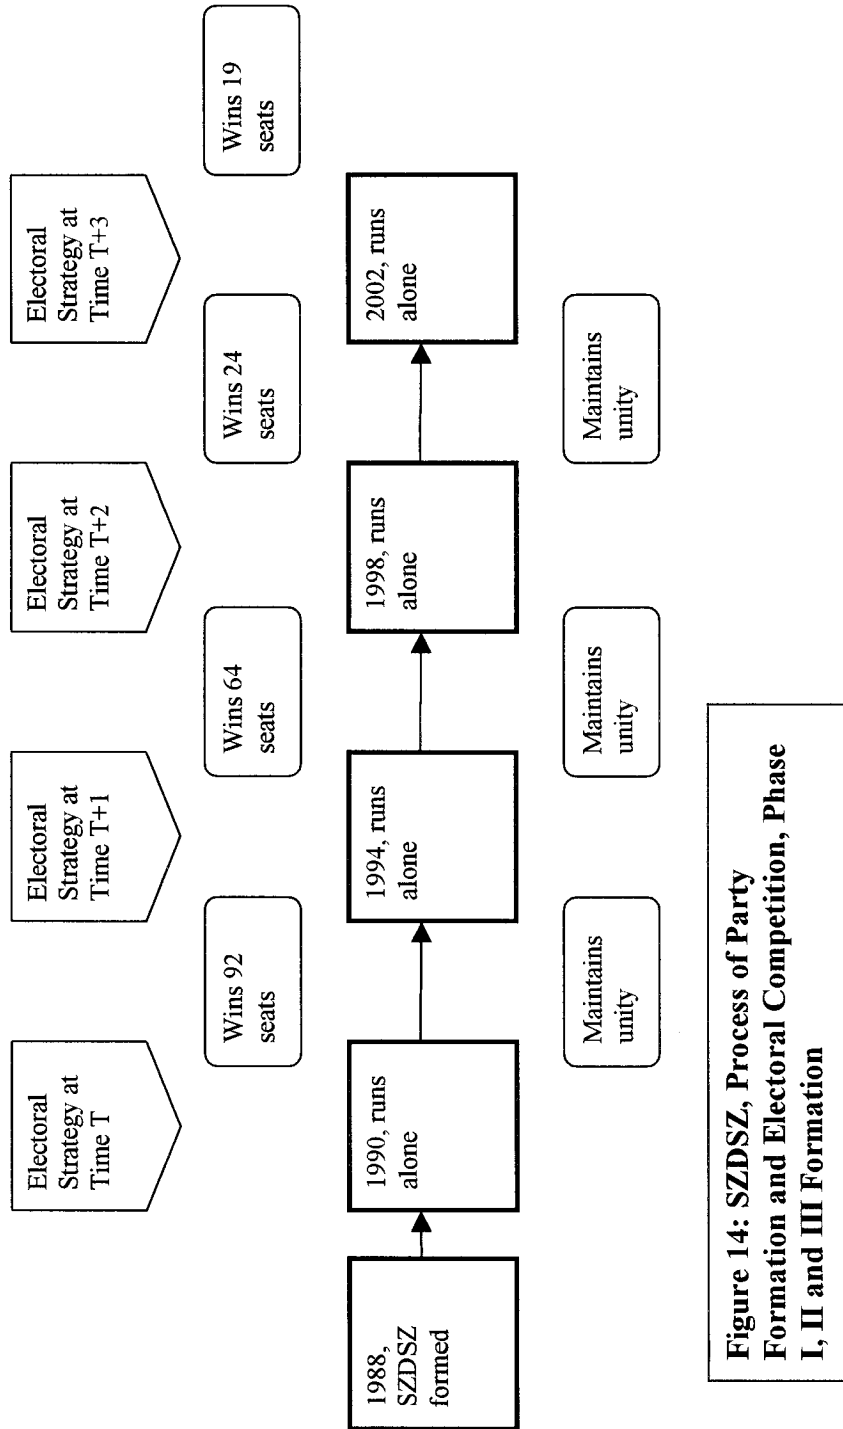 Electoral
Strategy at
Time T
Electoral
Strategy at
Time T+1
Electoral
Strategy at
Time T+2
Electoral
Strategy at
Time T+3
Wins 92
seats
Wins 64
seats
Wins 24
seats
Wins 19
seats
1988,
SZDSZ
formed
1990, runs
alone
1994, runs
alone
1998, runs
alone
2002, runs
alone
Maintains
unity
Maintains
unity
Maintains
unity
Figure 14: SZDSZ, Process of Party
Formation and Electoral Competition, Phase
I, II and III Formation